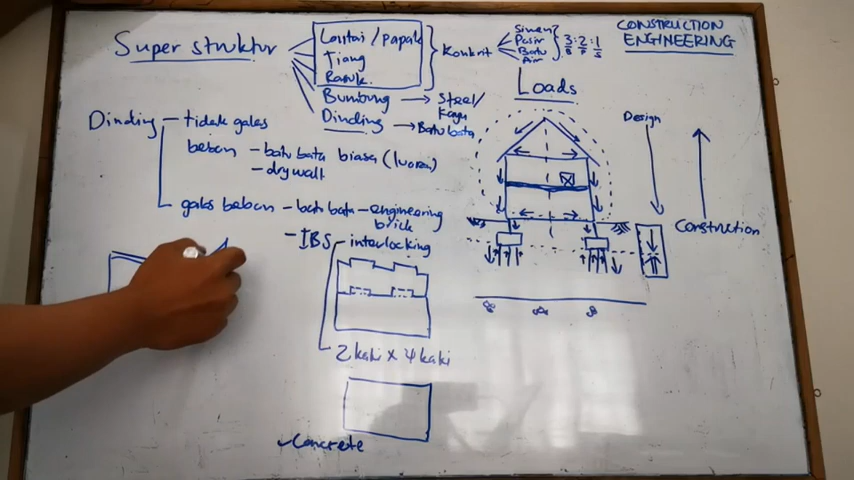 CONSTRUCTION
ENGINEERING
Super struktur
Lantai / papak
Tiang
Rasuk.
Konkrit
Simen
Pasir
Batu
Air
3 : 2 : 1
B P S
Bumbung → Steel/
Kayu
Dinding → Batu bata
Loads
Dinding - tidak galas
beban - batu bata biasa (luaran)
- drywall
galas beban - batu bata - engineering
brick
- IBS interlocking
2 kaki x 4 kaki
Concrete
Design
Construction